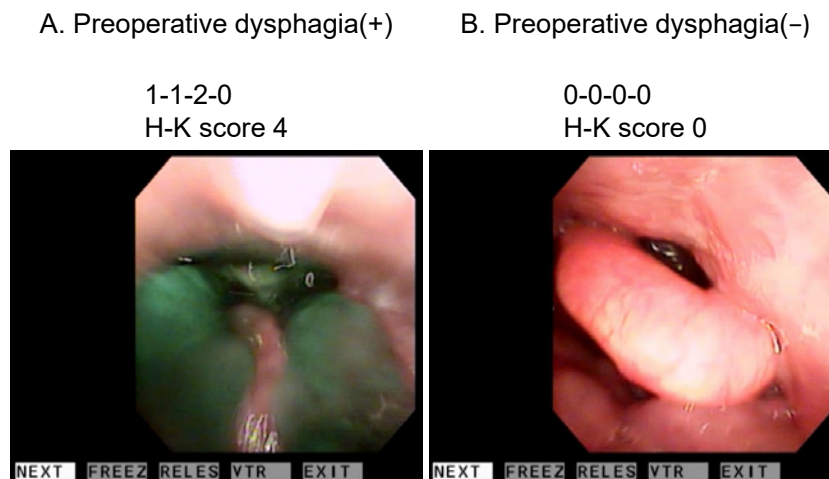 A. Preoperative dysphagia(+)
1-1-2-0
H-K score 4
NEXT FREEZ RELES VTR EXIT
B. Preoperative dysphagia(−)
0-0-0-0
H-K score 0
NEXT FREEZ RELES VTR EXIT